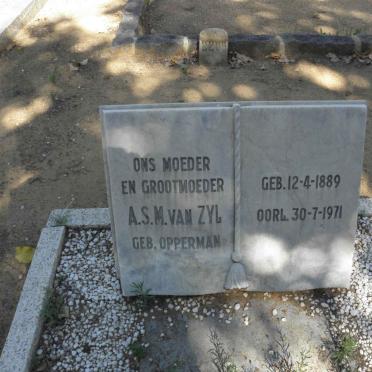 ONS MOEDER
EN GROOTMOEDER
A.S.M. VAN ZYL
GEB. OPPERMAN
GEB. 12-4-1889
OORL. 30-7-1971